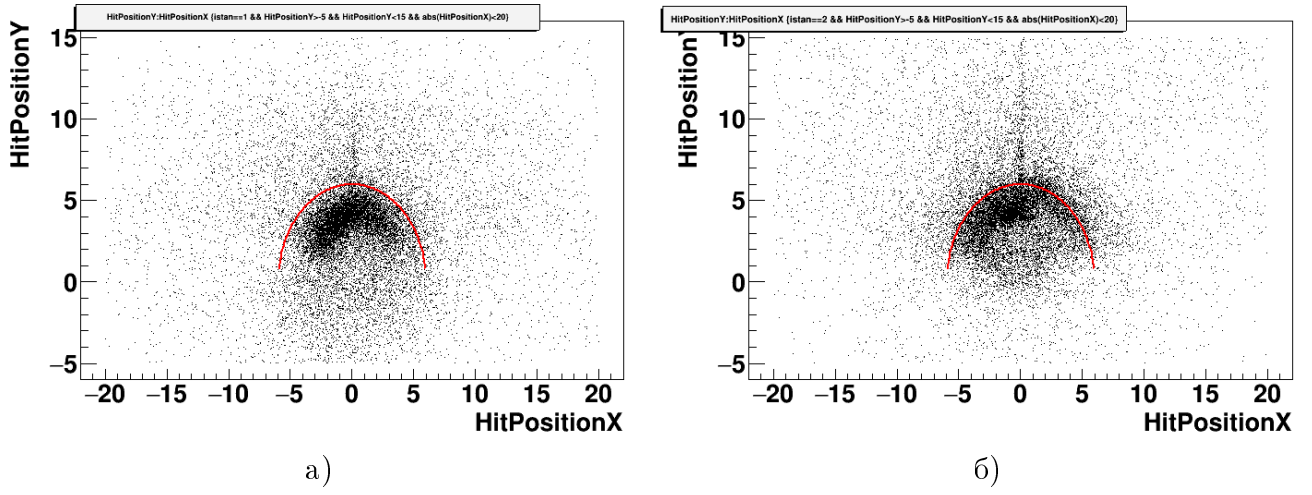 HitPositionY:HitPositionX {istan==1 && HitPositionY>-5 && HitPositionY<15 && abs(HitPositionX)<20}
HitPositionY
15
10
5
0
−5
−20 −15 −10 −5 0 5 10 15 20
HitPositionX
а)
HitPositionY:HitPositionX {istan==2 && HitPositionY>-5 && HitPositionY<15 && abs(HitPositionX)<20}
HitPositionY
15
10
5
0
−5
−20 −15 −10 −5 0 5 10 15 20
HitPositionX
б)